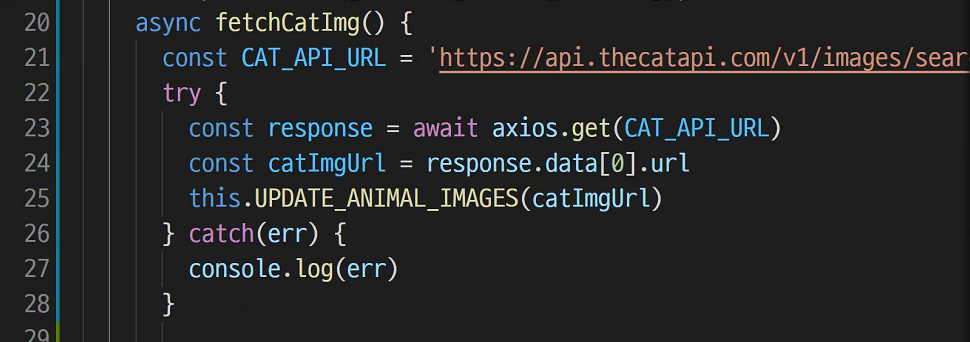 20 async fetchCatImg() {
21 const CAT_API_URL = 'https://api.thecatapi.com/v1/images/sear
22 try {
23 const response = await axios.get(CAT_API_URL)
24 const catImgUrl = response.data[0].url
25 this.UPDATE_ANIMAL_IMAGES(catImgUrl)
26 } catch(err) {
27 console.log(err)
28 }
29